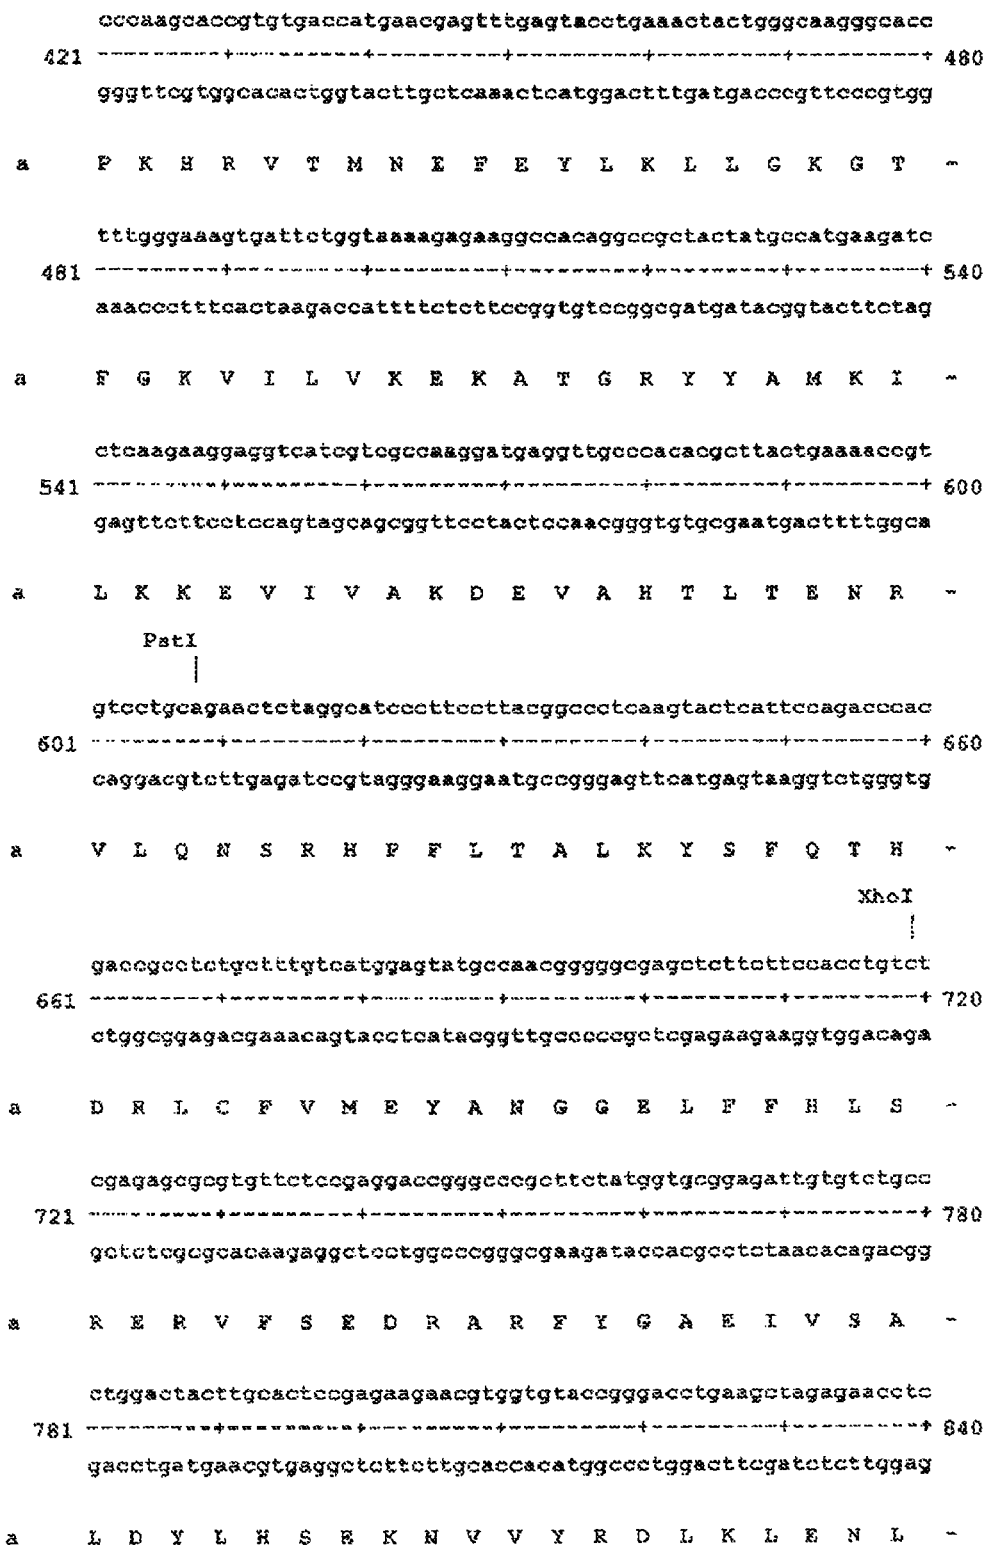 cccaagcaccgtgtgaccatgaacgagtttgagtacctgaaactactgggcaagggcacc
421 ---------+---------+---------+---------+---------+---------+ 480
gggttcgtggcacactggtacttgctcaaactcatggactttgatgacccgttcccgtgg
a P K H R V T M N E F E Y L K L L G K G T -
tttgggaaagtgattctggtaaaagagaaggccacaggccgctactatgccatgaagatc
481 ---------+---------+---------+---------+---------+---------+ 540
aaaccctttcactaagaccattttctcttccggtgtccggcgatgatacggtacttctag
a F G K V I L V K E K A T G R Y Y A M K I -
ctcaagaaggaggtcatcgtcgccaaggatgaggttgcccacacgcttactgaaaaccgt
541 ---------+---------+---------+---------+---------+---------+ 600
gagttcttcctccagtagcagcggttcctactccaacgggtgtgcgaatgacttttggca
a L K K E V I V A K D E V A H T L T E N R -
PstI
gtcctgcagaactctaggcatcccttccttacggccctcaagtactcattccagacccac
601 ---------+---------+---------+---------+---------+---------+ 660
caggacgtcttgagatccgtagggaaggaatgccgggagttcatgagtaaggtctgggtg
a V L Q N S R H P F L T A L K Y S F Q T H -
XhoI
gaccgcctctgctttgtcatggagtatgccaacgggggcgagctcttcttccacctgtct
661 ---------+---------+---------+---------+---------+---------+ 720
ctggcggagacgaaacagtacctcatacggttgcccccgctcgagaagaaggtggacaga
a D R L C F V M E Y A N G G E L F F H L S -
cgagagcgcgtgttctccgaggaccgggcccgcttctatggtgcggagattgtgtctgcc
721 ---------+---------+---------+---------+---------+---------+ 780
gctctcgcgcacaagaggctcctggcccgggcgaagataccacgcctctaacacagacgg
a R E R V F S E D R A R F Y G A E I V S A -
ctggactacttgcactccgagaagaacgtggtgtaccgggacctgaagctagagaacctc
781 ---------+---------+---------+---------+---------+---------+ 840
gacctgatgaacgtgaggctcttcttgcaccacatggccctggacttcgatctcttggag
a L D Y L H S E K N V V Y R D L K L E N L -